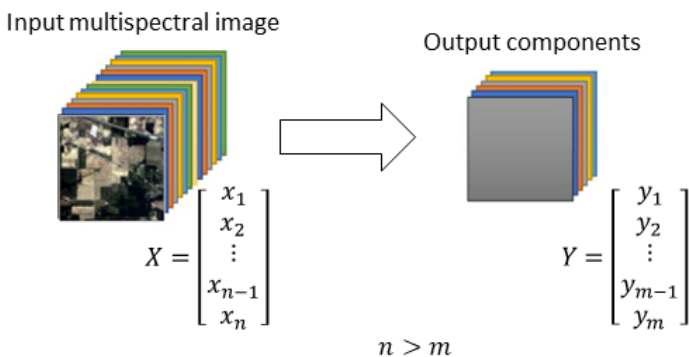 Input multispectral image
Output components
X = [x₁
x₂
⋮
xₙ₋₁
xₙ]
Y = [y₁
y₂
⋮
yₘ₋₁
yₘ]
n > m